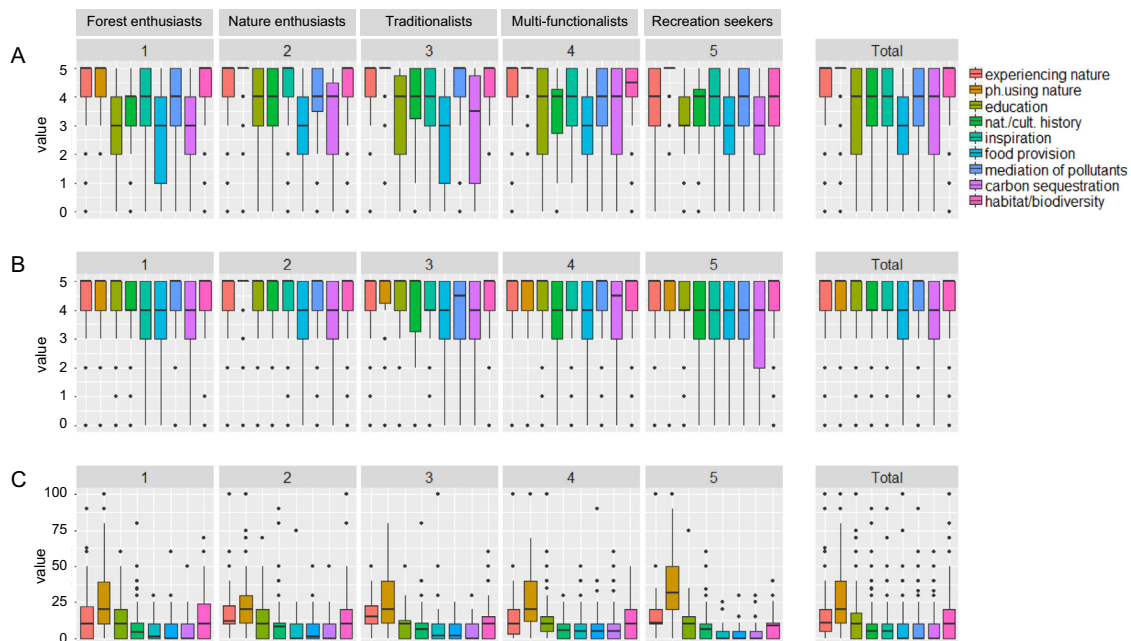 Forest enthusiasts Nature enthusiasts Traditionalists Multi-functionalists Recreation seekers
A 1 2 3 4 5 Total
value
5
4
3
2
1
0
experiencing nature
ph.using nature
education
nat./cult. history
inspiration
food provision
mediation of pollutants
carbon sequestration
habitat/biodiversity
B 1 2 3 4 5 Total
value
5
4
3
2
1
0
C 1 2 3 4 5 Total
value
100
75
50
25
0